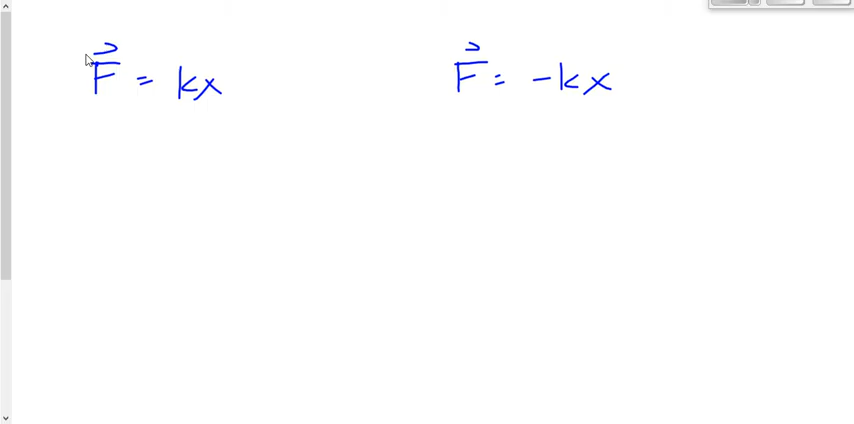 F⃗ = kx
F⃗ = -kx